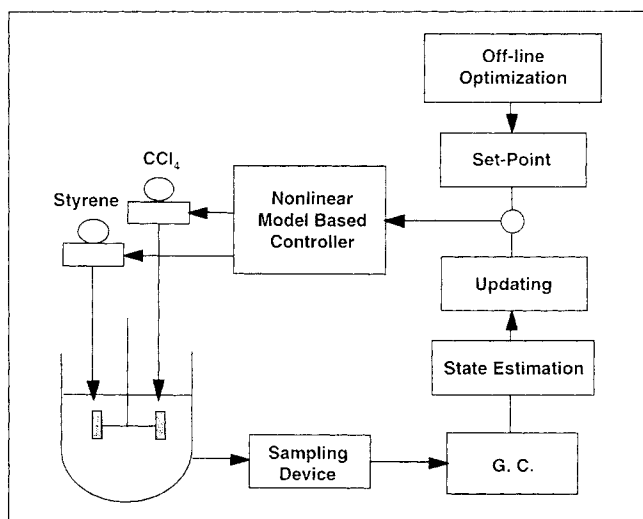 Off-line
Optimization
Set-Point
CCl₄
Styrene
Nonlinear
Model Based
Controller
Updating
State Estimation
Sampling
Device
G. C.